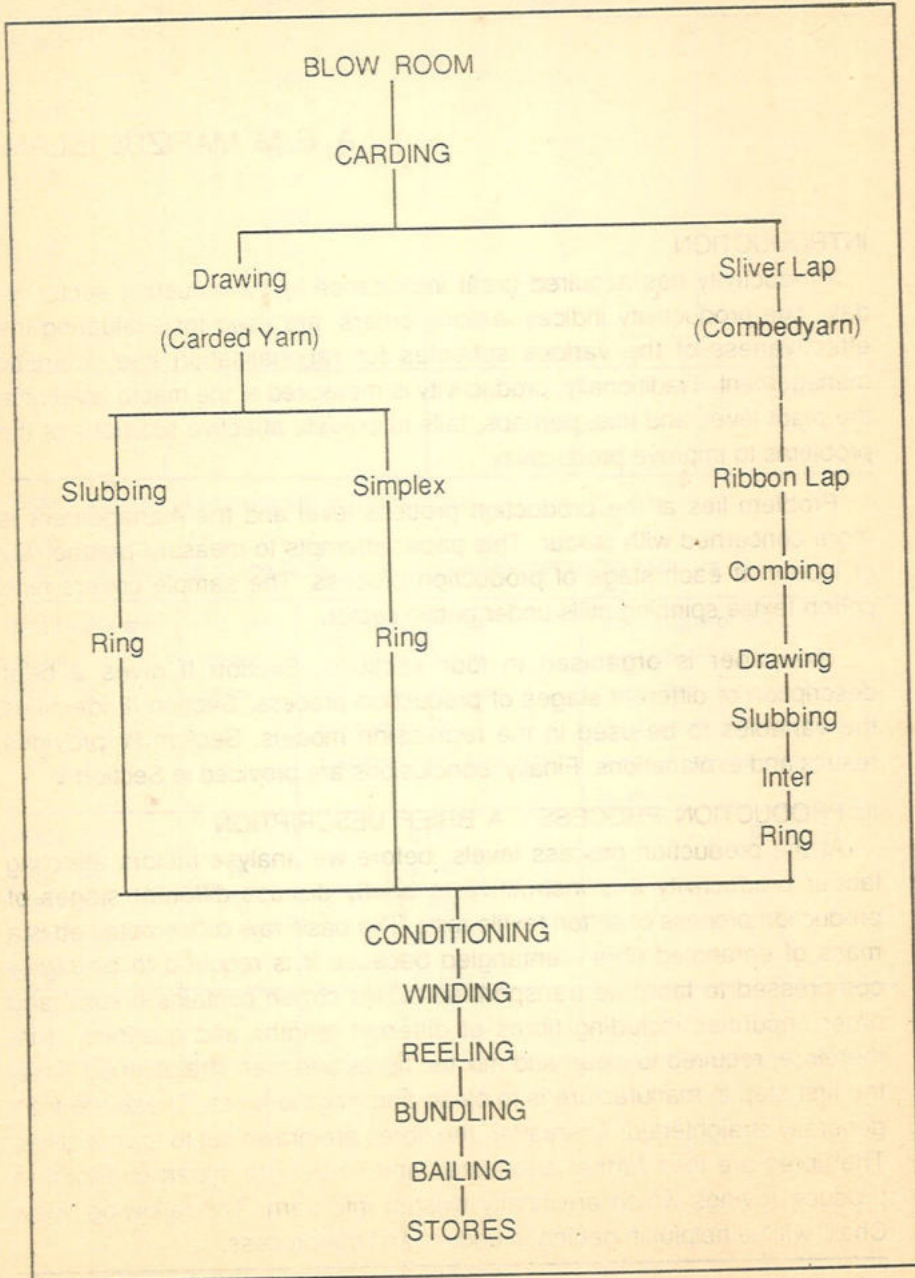 BLOW ROOM
CARDING
Drawing
Sliver Lap
(Carded Yarn)
(Combedyarn)
Slubbing
Simplex
Ribbon Lap
Combing
Ring
Ring
Drawing
Slubbing
Inter
Ring
CONDITIONING
WINDING
REELING
BUNDLING
BAILING
STORES